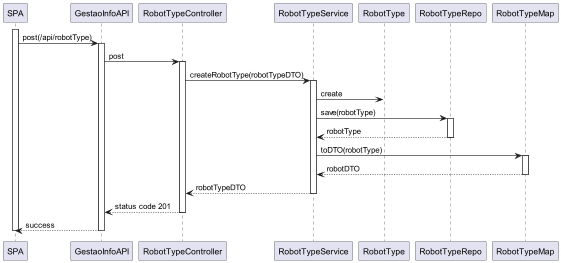 SPA GestaoInfoAPI RobotTypeController RobotTypeService RobotType RobotTypeRepo RobotTypeMap
post(/api/robotType)
post
createRobotType(robotTypeDTO)
create
save(robotType)
robotType
toDTO(robotType)
robotDTO
robotTypeDTO
status code 201
success
SPA GestaoInfoAPI RobotTypeController RobotTypeService RobotType RobotTypeRepo RobotTypeMap